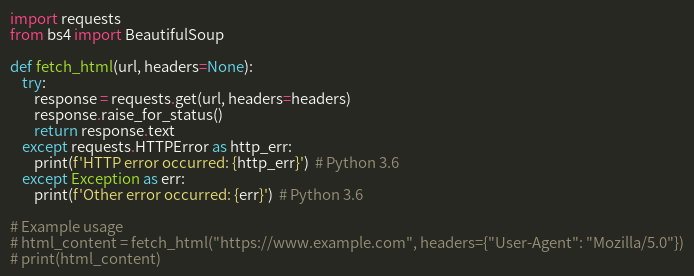 import requests
from bs4 import BeautifulSoup

def fetch_html(url, headers=None):
    try:
        response = requests.get(url, headers=headers)
        response.raise_for_status()
        return response.text
    except requests.HTTPError as http_err:
        print(f'HTTP error occurred: {http_err}')  # Python 3.6
    except Exception as err:
        print(f'Other error occurred: {err}')  # Python 3.6

# Example usage
# html_content = fetch_html("https://www.example.com", headers={"User-Agent": "Mozilla/5.0"})
# print(html_content)